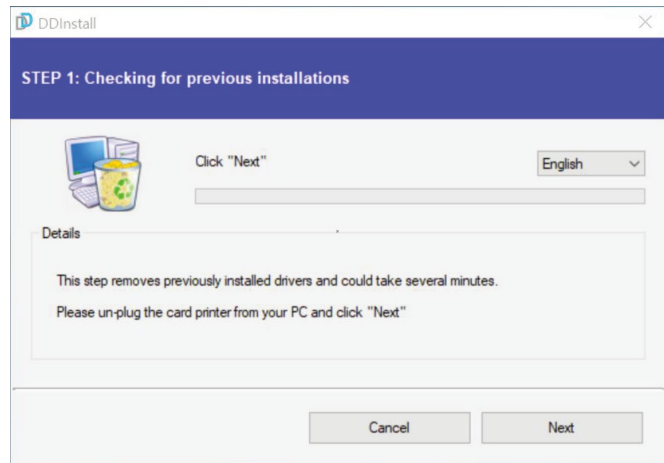 DDInstall
STEP 1: Checking for previous installations
Click "Next"
English
Details
This step removes previously installed drivers and could take several minutes.
Please un-plug the card printer from your PC and click "Next"
Cancel
Next